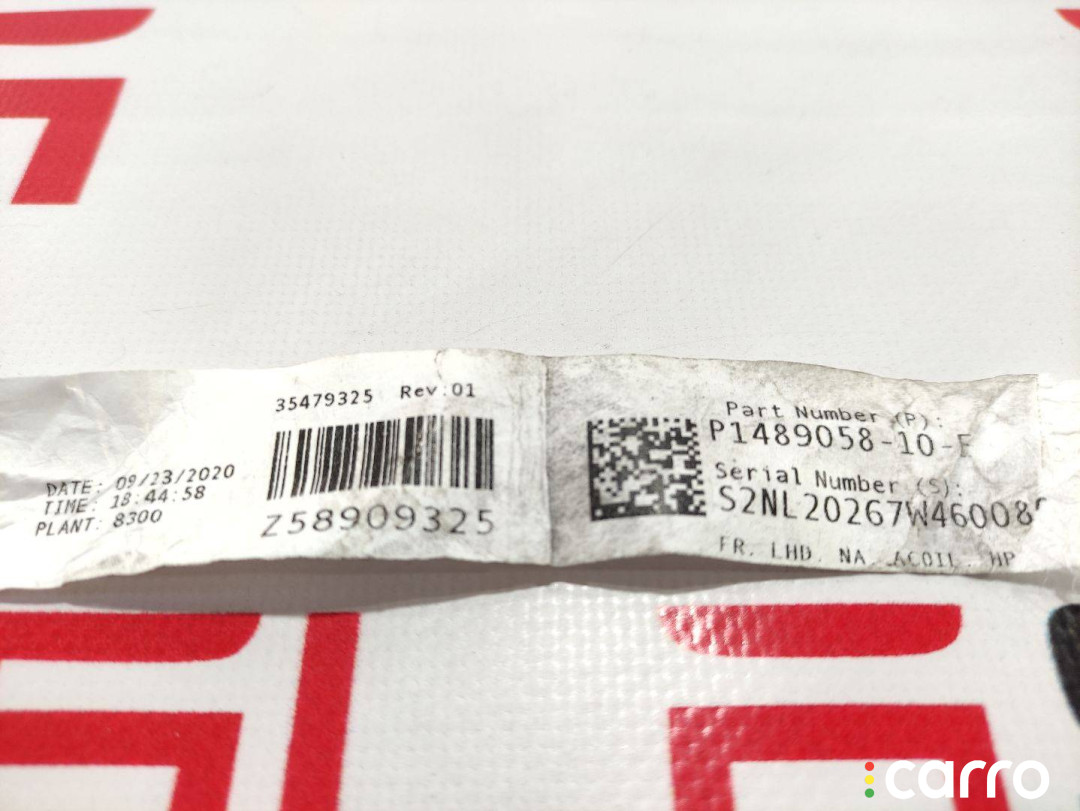 35479325 Rev:01
DATE: 09/23/2020
TIME: 18:44:58
PLANT: 8300
Z58909325
Part Number (P):
P1489058-10-
Serial Number (S):
S2NL20267W46008
FR, LHD, NA, ACOIL, HP
carro